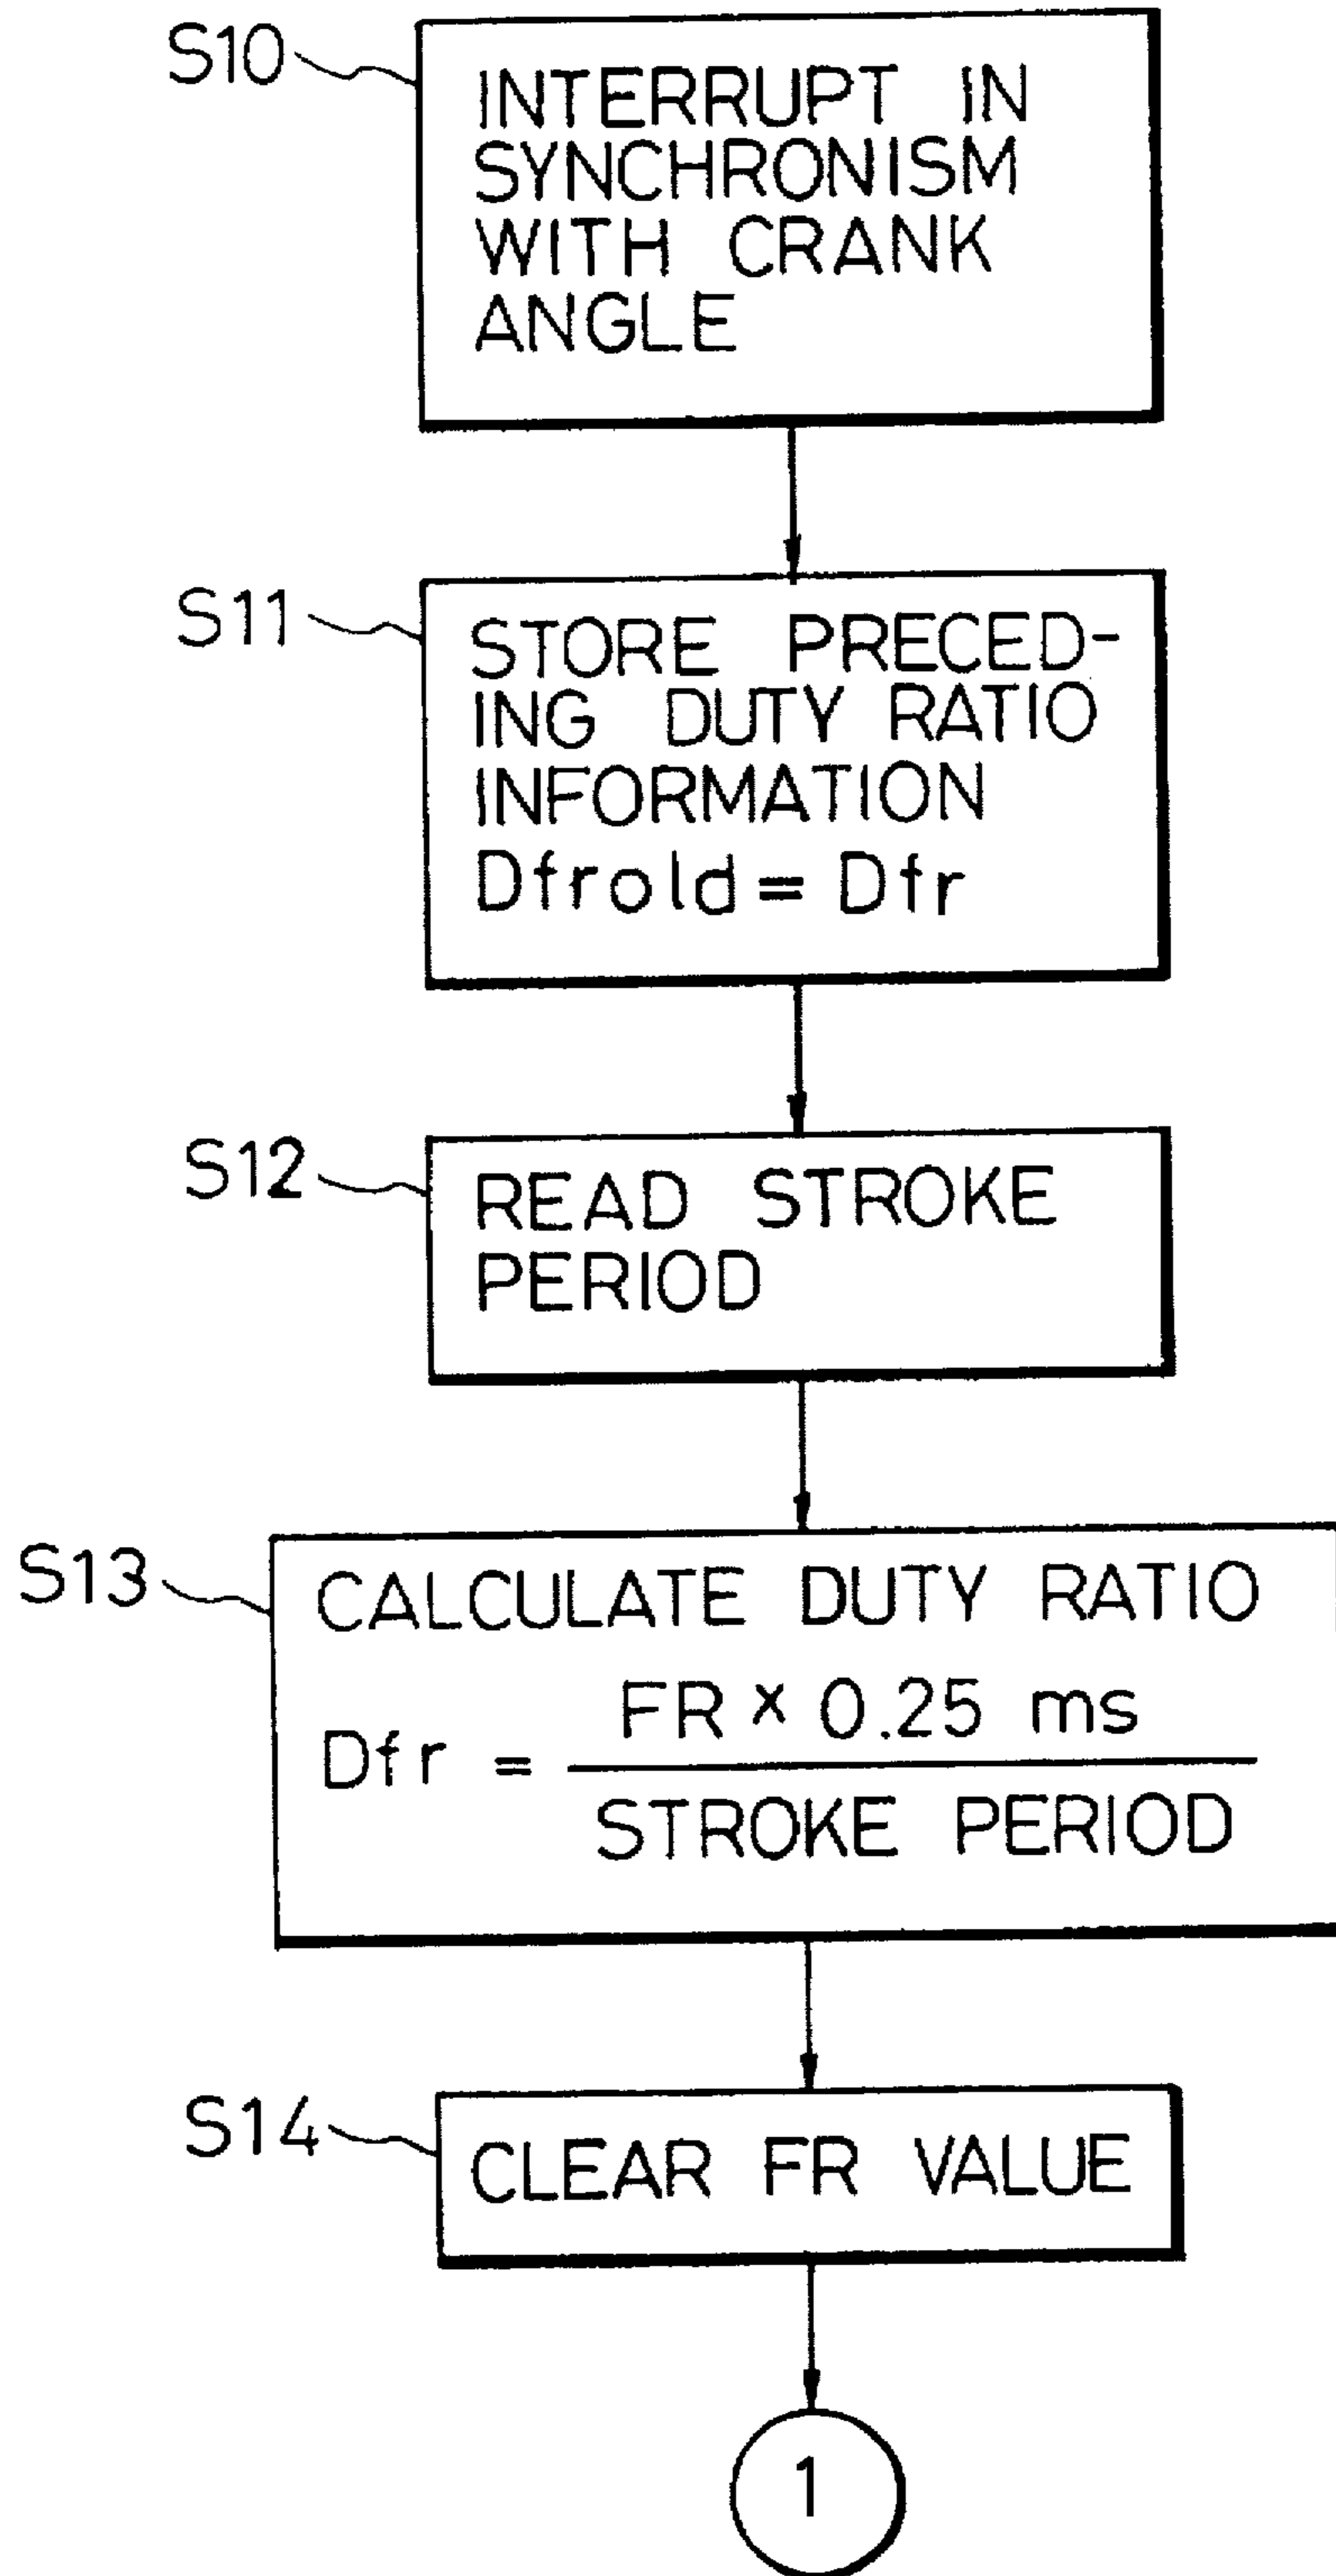 S10
INTERRUPT IN
SYNCHRONISM
WITH CRANK
ANGLE
S11
STORE PRECED-
ING DUTY RATIO
INFORMATION
Dfrold = Dfr
S12
READ STROKE
PERIOD
S13
CALCULATE DUTY RATIO
Dfr = FR × 0.25 ms
STROKE PERIOD
S14
CLEAR FR VALUE
1